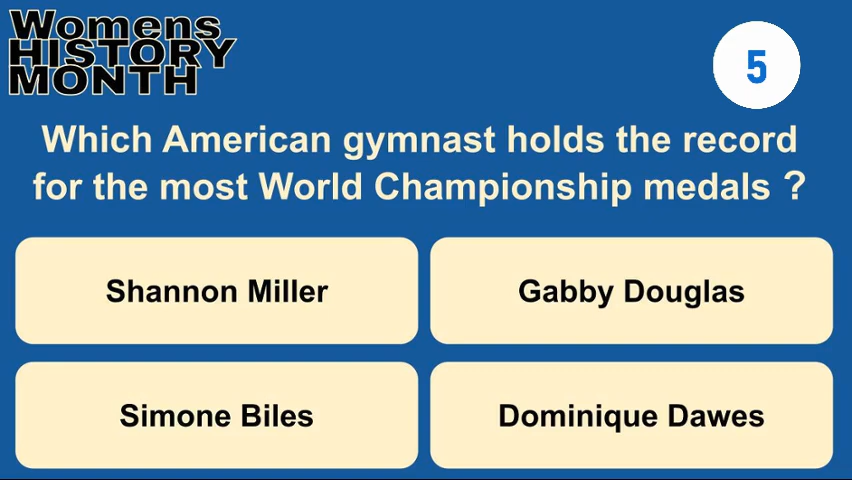 Womens
HISTORY
MONTH
5
Which American gymnast holds the record
for the most World Championship medals ?
Shannon Miller
Gabby Douglas
Simone Biles
Dominique Dawes